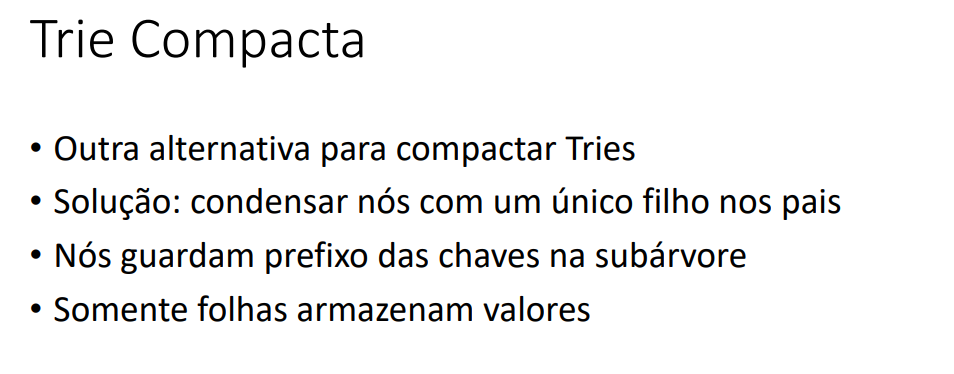 Trie Compacta
• Outra alternativa para compactar Tries
• Solução: condensar nós com um único filho nos pais
• Nós guardam prefixo das chaves na subárvore
• Somente folhas armazenam valores